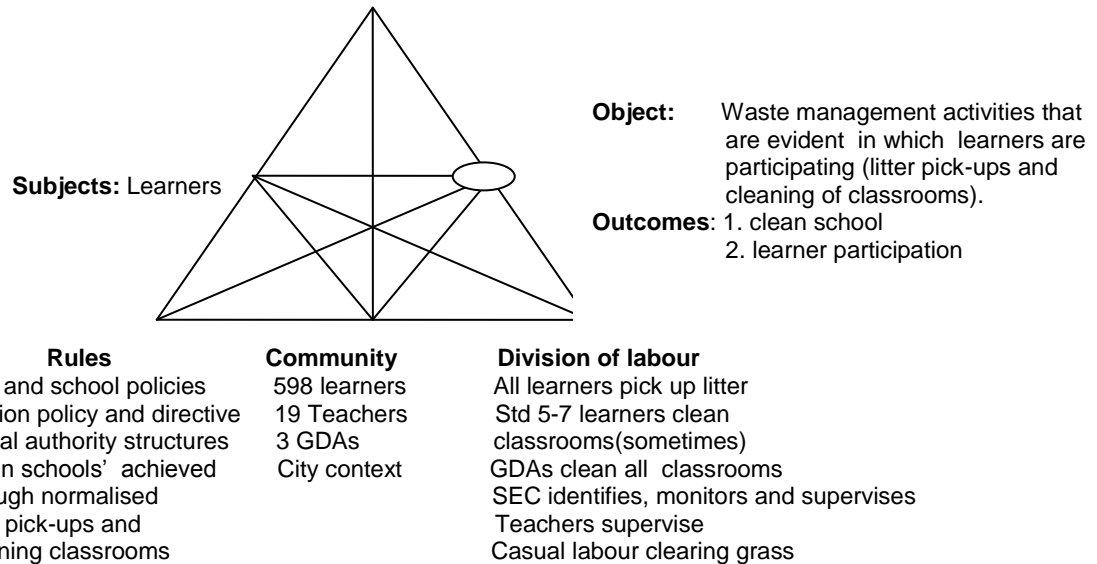 Object: Waste management activities that
are evident in which learners are
participating (litter pick-ups and
cleaning of classrooms).
Subjects: Learners
Outcomes: 1. clean school
2. learner participation
Rules
and school policies
policy and directive
authority structures
schools’ achieved
normalised
pick-ups and
classrooms
Community
598 learners
19 Teachers
3 GDAs
City context
Division of labour
All learners pick up litter
Std 5-7 learners clean
classrooms(sometimes)
GDAs clean all classrooms
SEC identifies, monitors and supervises
Teachers supervise
Casual labour clearing grass